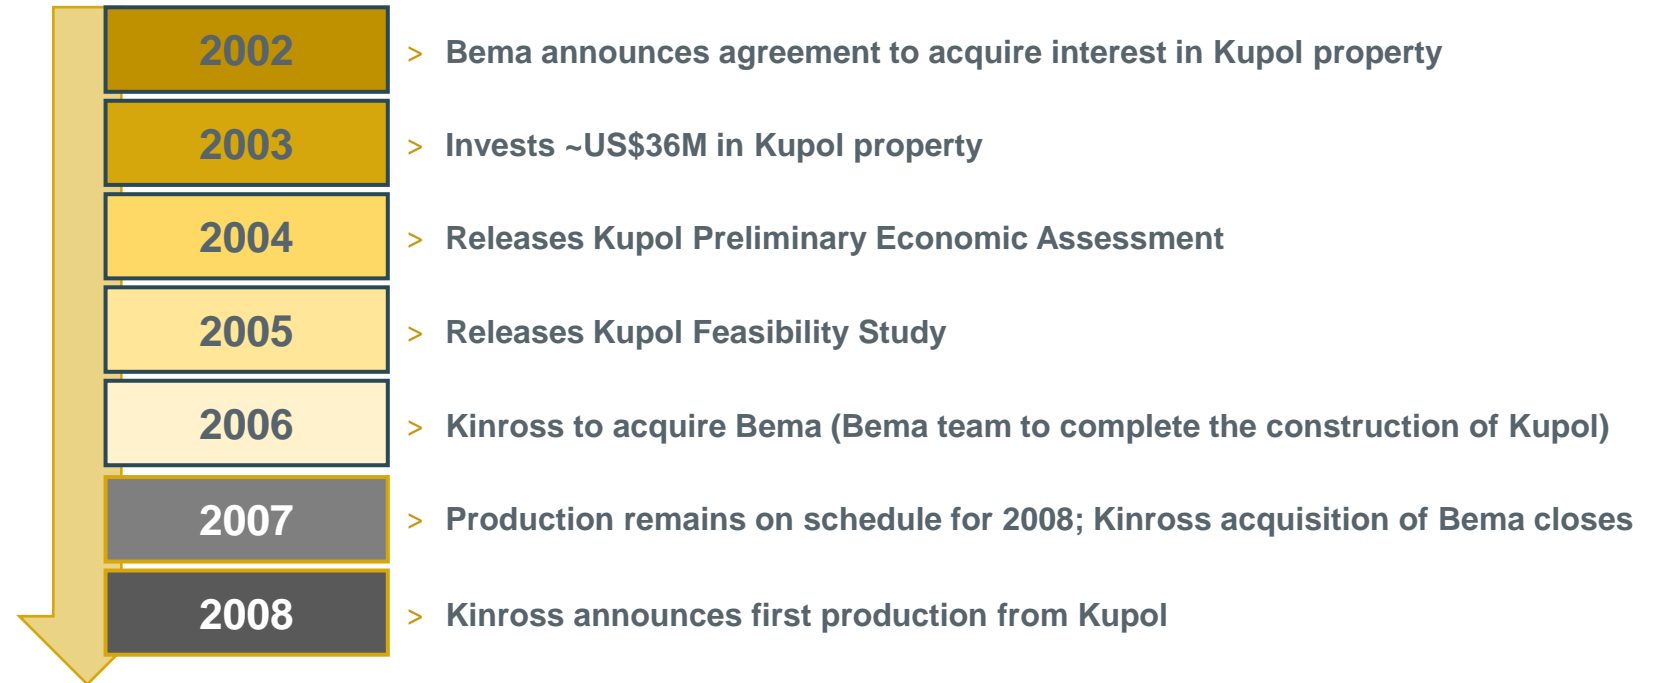 2002 > Bema announces agreement to acquire interest in Kupol property
2003 > Invests ~US$36M in Kupol property
2004 > Releases Kupol Preliminary Economic Assessment
2005 > Releases Kupol Feasibility Study
2006 > Kinross to acquire Bema (Bema team to complete the construction of Kupol)
2007 > Production remains on schedule for 2008; Kinross acquisition of Bema closes
2008 > Kinross announces first production from Kupol